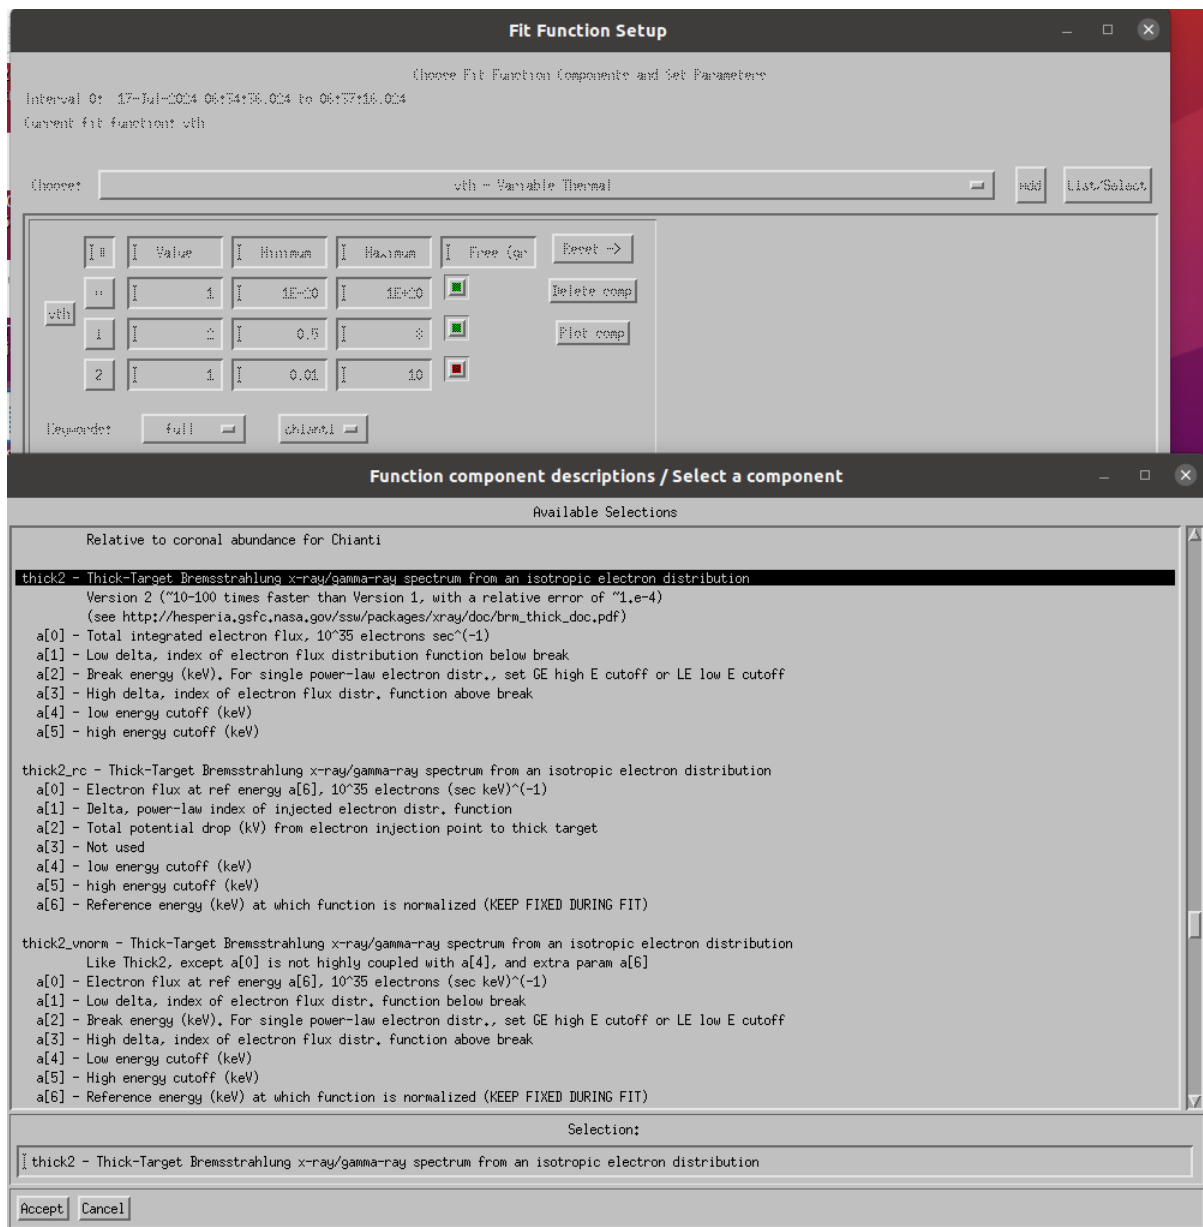 Fit Function Setup
Choose Fit Function Components and Set Parameters
Interval 0: 17-Jul-2024 06:34:36.024 to 06:37:16.024
Current fit function: vth
Choose: vth - Variable Thermal Add List/Select
# Value Minimum Maximum Free (gr Reset ->
vth
0 1 1E-20 1E+20 Delete comp
1 2 0.5 8 Plot comp
2 1 0.01 10
Keywords: full chianti
Function component descriptions / Select a component
Available Selections
Relative to coronal abundance for Chianti
thick2 - Thick-Target Bremsstrahlung x-ray/gamma-ray spectrum from an isotropic electron distribution
Version 2 (~10-100 times faster than Version 1, with a relative error of ~1.e-4)
(see http://hesperia.gsfc.nasa.gov/ssw/packages/xray/doc/brm_thick_doc.pdf)
a[0] - Total integrated electron flux, 10^35 electrons sec^(-1)
a[1] - Low delta, index of electron flux distribution function below break
a[2] - Break energy (keV). For single power-law electron distr., set GE high E cutoff or LE low E cutoff
a[3] - High delta, index of electron flux distr. function above break
a[4] - low energy cutoff (keV)
a[5] - high energy cutoff (keV)
thick2_rc - Thick-Target Bremsstrahlung x-ray/gamma-ray spectrum from an isotropic electron distribution
a[0] - Electron flux at ref energy a[6], 10^35 electrons (sec keV)^(-1)
a[1] - Delta, power-law index of injected electron distr. function
a[2] - Total potential drop (kV) from electron injection point to thick target
a[3] - Not used
a[4] - low energy cutoff (keV)
a[5] - high energy cutoff (keV)
a[6] - Reference energy (keV) at which function is normalized (KEEP FIXED DURING FIT)
thick2_vnorm - Thick-Target Bremsstrahlung x-ray/gamma-ray spectrum from an isotropic electron distribution
Like Thick2, except a[0] is not highly coupled with a[4], and extra param a[6]
a[0] - Electron flux at ref energy a[6], 10^35 electrons (sec keV)^(-1)
a[1] - Low delta, index of electron flux distr. function below break
a[2] - Break energy (keV). For single power-law electron distr., set GE high E cutoff or LE low E cutoff
a[3] - High delta, index of electron flux distr. function above break
a[4] - Low energy cutoff (keV)
a[5] - High energy cutoff (keV)
a[6] - Reference energy (keV) at which function is normalized (KEEP FIXED DURING FIT)
Selection:
thick2 - Thick-Target Bremsstrahlung x-ray/gamma-ray spectrum from an isotropic electron distribution
Accept Cancel